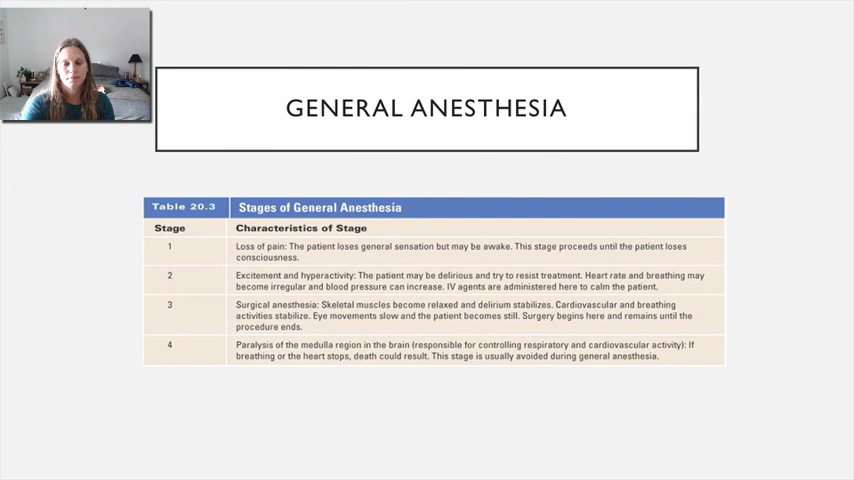 GENERAL ANESTHESIA
Table 20.3 Stages of General Anesthesia
Stage Characteristics of Stage
1 Loss of pain: The patient loses general sensation but may be awake. This stage proceeds until the patient loses
consciousness.
2 Excitement and hyperactivity: The patient may be delirious and try to resist treatment. Heart rate and breathing may
become irregular and blood pressure can increase. IV agents are administered here to calm the patient.
3 Surgical anesthesia: Skeletal muscles become relaxed and delirium stabilizes. Cardiovascular and breathing
activities stabilize. Eye movements slow and the patient becomes still. Surgery begins here and remains until the
procedure ends.
4 Paralysis of the medulla region in the brain (responsible for controlling respiratory and cardiovascular activity): If
breathing or the heart stops, death could result. This stage is usually avoided during general anesthesia.